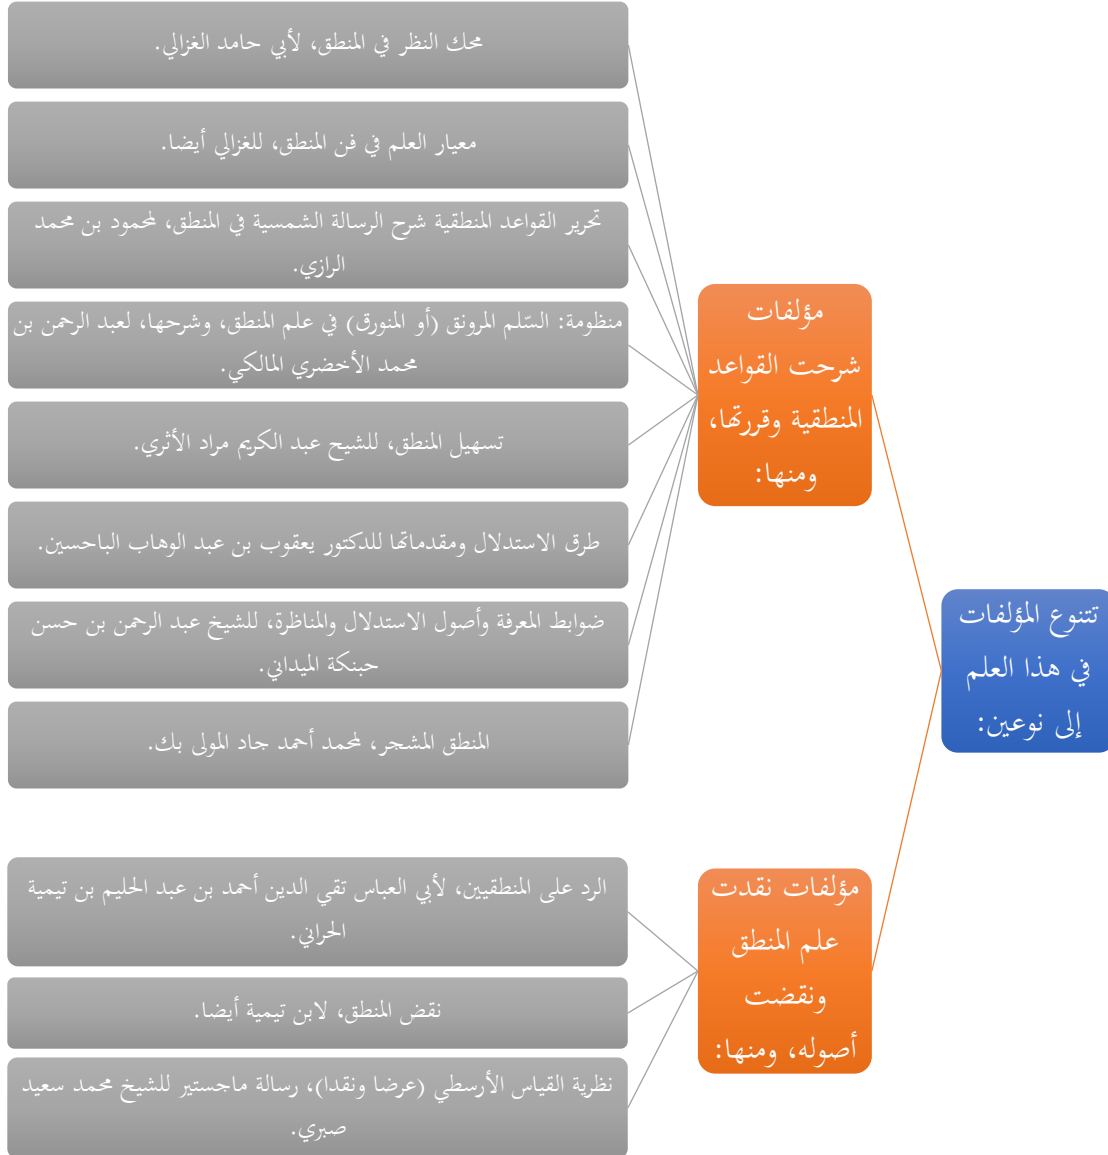 تتنوع المؤلفات
في هذا العلم
إلى نوعين:
مؤلفات
شرحت القواعد
المنطقية وقررتها،
ومنها:
محك النظر في المنطق، لأبي حامد الغزالي.
معيار العلم في فن المنطق، للغزالي أيضا.
تحرير القواعد المنطقية شرح الرسالة الشمسية في المنطق، لمحمود بن محمد
الرازي.
منظومة: السّلم المرونق (أو المنورق) في علم المنطق، وشرحها، لعبد الرحمن بن
محمد الأخضري المالكي.
تسهيل المنطق، للشيح عبد الكريم مراد الأثري.
طرق الاستدلال ومقدماتها للدكتور يعقوب بن عبد الوهاب الباحسين.
ضوابط المعرفة وأصول الاستدلال والمناظرة، للشيخ عبد الرحمن بن حسن
حبنكة الميداني.
المنطق المشجر، لمحمد أحمد جاد المولى بك.
مؤلفات نقدت
علم المنطق
ونقضت
أصوله، ومنها:
الرد على المنطقيين، لأبي العباس تقي الدين أحمد بن عبد الحليم بن تيمية
الحراني.
نقض المنطق، لابن تيمية أيضا.
نظرية القياس الأرسطي (عرضا ونقدا)، رسالة ماجستير للشيخ محمد سعيد
صبري.